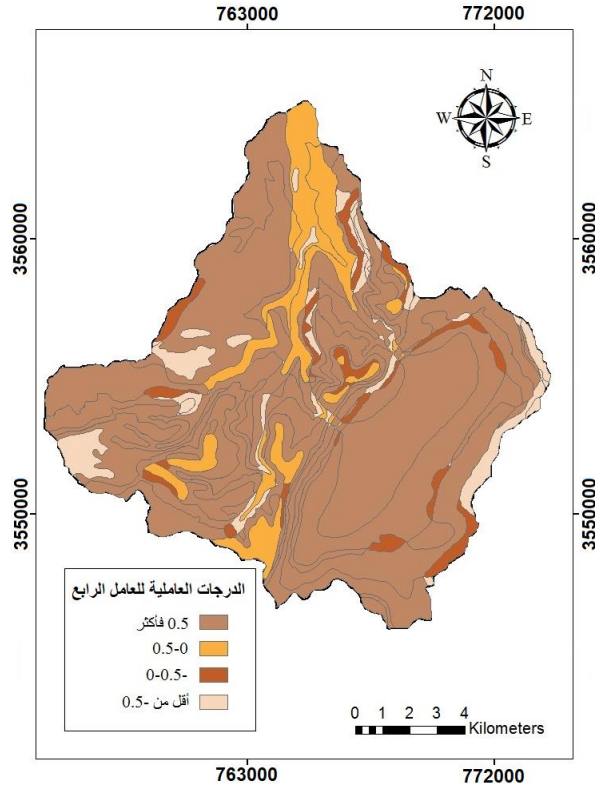 763000 772000
N
W E
S
3560000 3560000
3550000 3550000
الدرجات العاملية للعامل الرابع
0.5 فأكثر
0.5-0
0-0.5-
أقل من -0.5
0 1 2 3 4
Kilometers
763000 772000